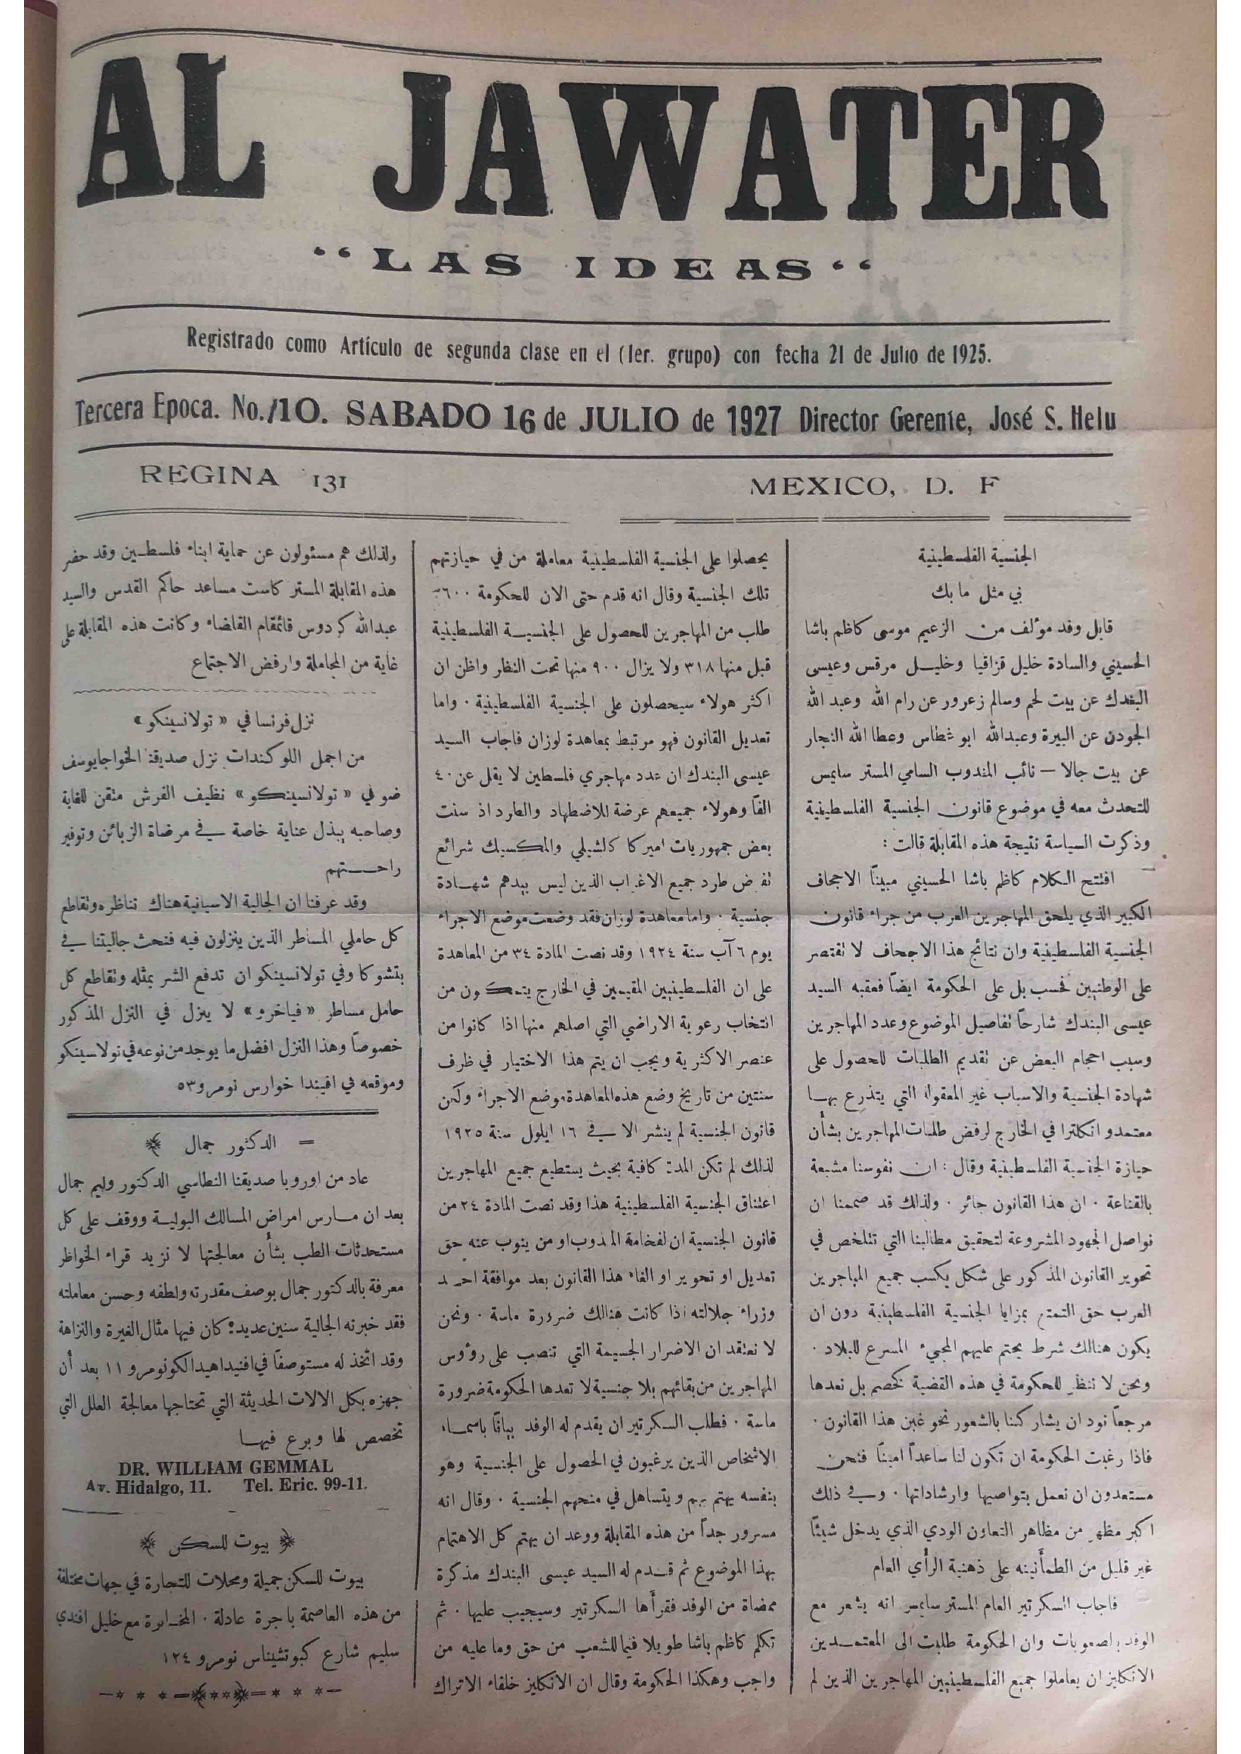 AL JAWATER
"LAS IDEAS"
Registrado como Artículo de segunda clase en el (1er. grupo) con fecha 21 de Julio de 1925.
Tercera Epoca. No./10. SABADO 16 de JULIO de 1927 Director Gerente, José S. Helu
REGINA 131
MEXICO, D. F
الجنسية الفلسطينية
في مثل ما بك
قابل وفد مؤلف من الزعيم موسى كاظم باشا
الحسيني والسادة خليل قزاقيا وخليل مرقس وعيسى
البندك عن بيت لحم وسالم زعرور عن رام الله وعبد الله
الجودن عن البيرة وعبدالله ابو غطاس وعطا الله النجار
عن بيت جالا – نائب المندوب السامي المستر سايمس
للتحدث معه في موضوع قانون الجنسية الفلسطينية
وذكرت السياسة نتيجة هذه المقابلة قالت :
افتتح الكلام كاظم باشا الحسيني مبيناً الاجحاف
الكبير الذي يلحق المهاجرين العرب من جراء قانون
الجنسية الفلسطينية وان نتائج هذا الاجحاف لا تقتصر
على الوطنيين فحسب بل على الحكومة ايضاً فعقبه السيد
عيسى البندك شارحاً تفاصيل الموضوع وعدد المهاجرين
وسبب احجام البعض عن تقديم الطلبات للحصول على
شهادة الجنسية والاسباب غير المعقولة التي يتذرع بهـا
معتمدو انكلترا في الخارج لرفض طلبات المهاجرين بشأن
حيازة الجنسية الفلسطينية وقال : ان نفوسنا مشبعة
بالقناعة . ان هذا القانون جائر . ولذلك قد صممنا ان
نواصل الجهود المشروعة لتحقيق مطالبنا التي تتلخص في
تحوير القانون المذكور على شكل يكسب جميع المهاجرين
العرب حق التمتع بمزايا الجنسية الفلسطينية دون ان
يكون هنالك شرط يحتم عليهم المجيء المسرع للبلاد .
ونحن لا ننظر للحكومة في هذه القضية كخصم بل نعدها
مرجعاً نود ان يشاركنا بالشعور نحو غبن هذا القانون .
فاذا رغبت الحكومة ان تكون لنا ساعداً اميناً فنحن
مستعدون ان نعمل بتواصيها وارشاداتها . وفي ذلك
اكبر مظهر من مظاهر التعاون الودي الذي يدخل شيئاً
غير قليل من الطمأنينه على ذهنية الرأي العام
فاجاب السكرتير العام المستر سايمس انه يشعر مع
الوفد بالصعوبات وان الحكومة طلبت الى المعتمـدين
الانكليز ان يعاملوا جميع الفلسطينيين المهاجرين الذين لم
يحصلوا على الجنسية الفلسطينية معاملة من في حيازتهم
تلك الجنسية وقال انه قدم حتى الان للحكومة ٣٦٠٠
طلب من المهاجرين للحصول على الجنسيـة الفلسطينية
قبل منها ٣١٨ ولا يزال ٩٠٠ منها تحت النظر واظن ان
اكثر هولاء سيحصلون على الجنسية الفلسطينية . واما
تعديل القانون فهو مرتبط بمعاهدة لوزان فاجاب السيد
عيسى البندك ان عدد مهاجري فلسطين لا يقل عن ٤٠
الفاً وهولاء جميعهم عرضة للاضطهاد والطرد اذ سنت
بعض جمهوريات اميركا كالشيلي والمكسيك شرائع
تفرض طرد جميع الاغراب الذين ليس بيدهم شهـادة
جنسية . واما معاهدة لوزان فقد وضعت موضع الاجراء
يوم ٦ آب سنة ١٩٢٤ وقد نصت المادة ٣٤ من المعاهدة
على ان الفلسطينيين المقيمين في الخارج يتمكنون من
انتخاب رعوية الاراضي التي اصلهم منها اذا كانوا من
عنصر الاكثرية ويجب ان يتم هذا الاختيار في ظرف
سنتين من تاريخ وضع هذه المعاهدة موضع الاجراء ولكن
قانون الجنسية لم ينشر الا في ١٦ ايلول سنة ١٩٢٥
لذلك لم تكن المدة كافية بحيث يستطيع جميع المهاجرين
اعتناق الجنسية الفلسطينية هذا وقد نصت المادة ٢٤ من
قانون الجنسية ان لفخامة المندوب او من ينوب عنه حق
تعديل او تحوير او الغاء هذا القانون بعد موافقة احـد
وزراء جلالته اذا كانت هنالك ضرورة ماسة . ونحن
لا نعتقد ان الاضرار الجسيمة التي تنصب على رؤوس
المهاجرين من بقائهم بلا جنسية لا تعدها الحكومة ضرورة
ماسة . فطلب السكرتير ان يقدم له الوفد بياناً باسمـاء
الاشخاص الذين يرغبون في الحصول على الجنسية وهو
بنفسه يهتم بهم ويتساهل في منحهم الجنسية . وقال انه
مسرور جداً من هذه المقابلة ووعد ان يهتم كل الاهتمام
بهذا الموضوع ثم قـدم له السيد عيسى البندك مذكرة
ممضاة من الوفد فقرأها السكرتير وسيجيب عليها . ثم
تكلم كاظم باشا طويلا فيما للشعب من حق وما عليه من
واجب وهكذا الحكومة وقال ان الانكليز خلفاء الاتراك
ولذلك هم مسئولون عن حماية ابناء فلسطين وقد حضر
هذه المقابلة المستر كاست مساعد حاكم القدس والسيد
عبدالله كردوس قائمقام القضاء وكانت هذه المقابلة على
غاية من المجاملة وارفض الاجتماع
نزل فرنسا في « تولانسينكو »
من اجمل اللوكندات نزل صديقنا الخواجا يوسف
ضو في « تولانسينكو » نظيف الفرش متقن للغاية
وصاحبه يبذل عناية خاصة في مرضاة الزبائن وتوفير
راحـتهم
وقد عرفنا ان الجالية الاسبانية هناك تناظره وتقاطع
كل حاملي المساطر الذين ينزلون فيه فنحث جاليتنا في
بتشوكا وفي تولانسينكو ان تدفع الشر بمثله وتقاطع كل
حامل مساطر « فياخرو » لا ينزل في النزل المذكور
خصوصاً وهذا النزل افضل ما يوجد من نوعه في تولاسينكو
وموقعه في افنيدا خوارس نومرو ٥٣
– الدكتور جمال
عاد من اوروبا صديقنا النطاسي الدكتور وليم جمال
بعد ان مـارس امراض المسالك البوليـة ووقف على كل
مستحدثات الطب بشأن معالجتها لا نزيد قراء الخواطر
معرفة بالدكتور جمال بوصف مقدرته ولطفه وحسن معاملته
فقد خبرته الجالية سنين عديدة كان فيها مثال الغيرة والنزاهة
وقد اتخذ له مستوصفاً في افنيدا هيدالكو نومرو ١١ بعد أن
جهزه بكل الالات الحديثة التي تحتاجها معالجة العلل التي
تخصص لها وبرع فيهـا
DR. WILLIAM GEMMAL
Av. Hidalgo, 11. Tel. Eric. 99-11.
بيوت للسكن
بيوت للسكن جميلة ومحلات للتجارة في جهات مختلفة
من هذه العاصمة باجرة عادلة . المخـابرة مع خليل افندي
سليم شارع كبوتشيناس نومرو ١٢٤